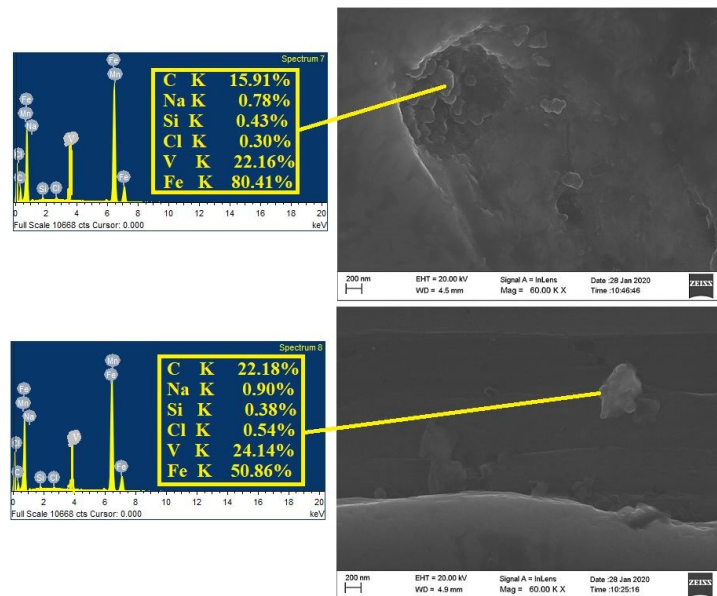 Spectrum 7
C K 15.91%
Na K 0.78%
Si K 0.43%
Cl K 0.30%
V K 22.16%
Fe K 80.41%
Fe
Mn
Fe
Mn
Na
Cl
C
Si
Cl
V
Fe
0 2 4 6 8 10 12 14 16 18 20
Full Scale 10668 cts Cursor: 0.000 keV
200 nm
EHT = 20.00 kV
Signal A = InLens
Date :28 Jan 2020
WD = 4.5 mm
Mag = 60.00 K X
Time :10:46:46
ZEISS
Spectrum 8
C K 22.18%
Na K 0.90%
Si K 0.38%
Cl K 0.54%
V K 24.14%
Fe K 50.86%
Mn
Fe
Fe
Mn
Na
C
Si
Cl
V
Fe
0 2 4 6 8 10 12 14 16 18 20
Full Scale 10668 cts Cursor: 0.000 keV
200 nm
EHT = 20.00 kV
Signal A = InLens
Date :28 Jan 2020
WD = 4.9 mm
Mag = 60.00 K X
Time :10:25:16
ZEISS